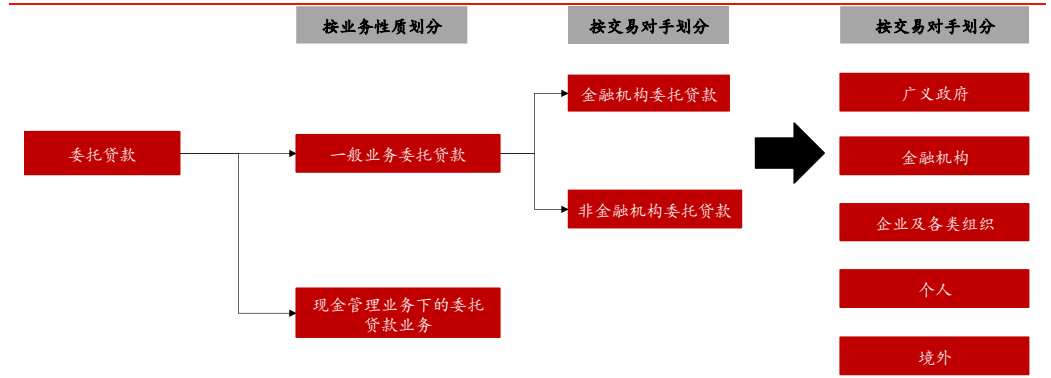 按业务性质划分
按交易对手划分
按交易对手划分
委托贷款
一般业务委托贷款
现金管理业务下的委托
贷款业务
金融机构委托贷款
非金融机构委托贷款
广义政府
金融机构
企业及各类组织
个人
境外